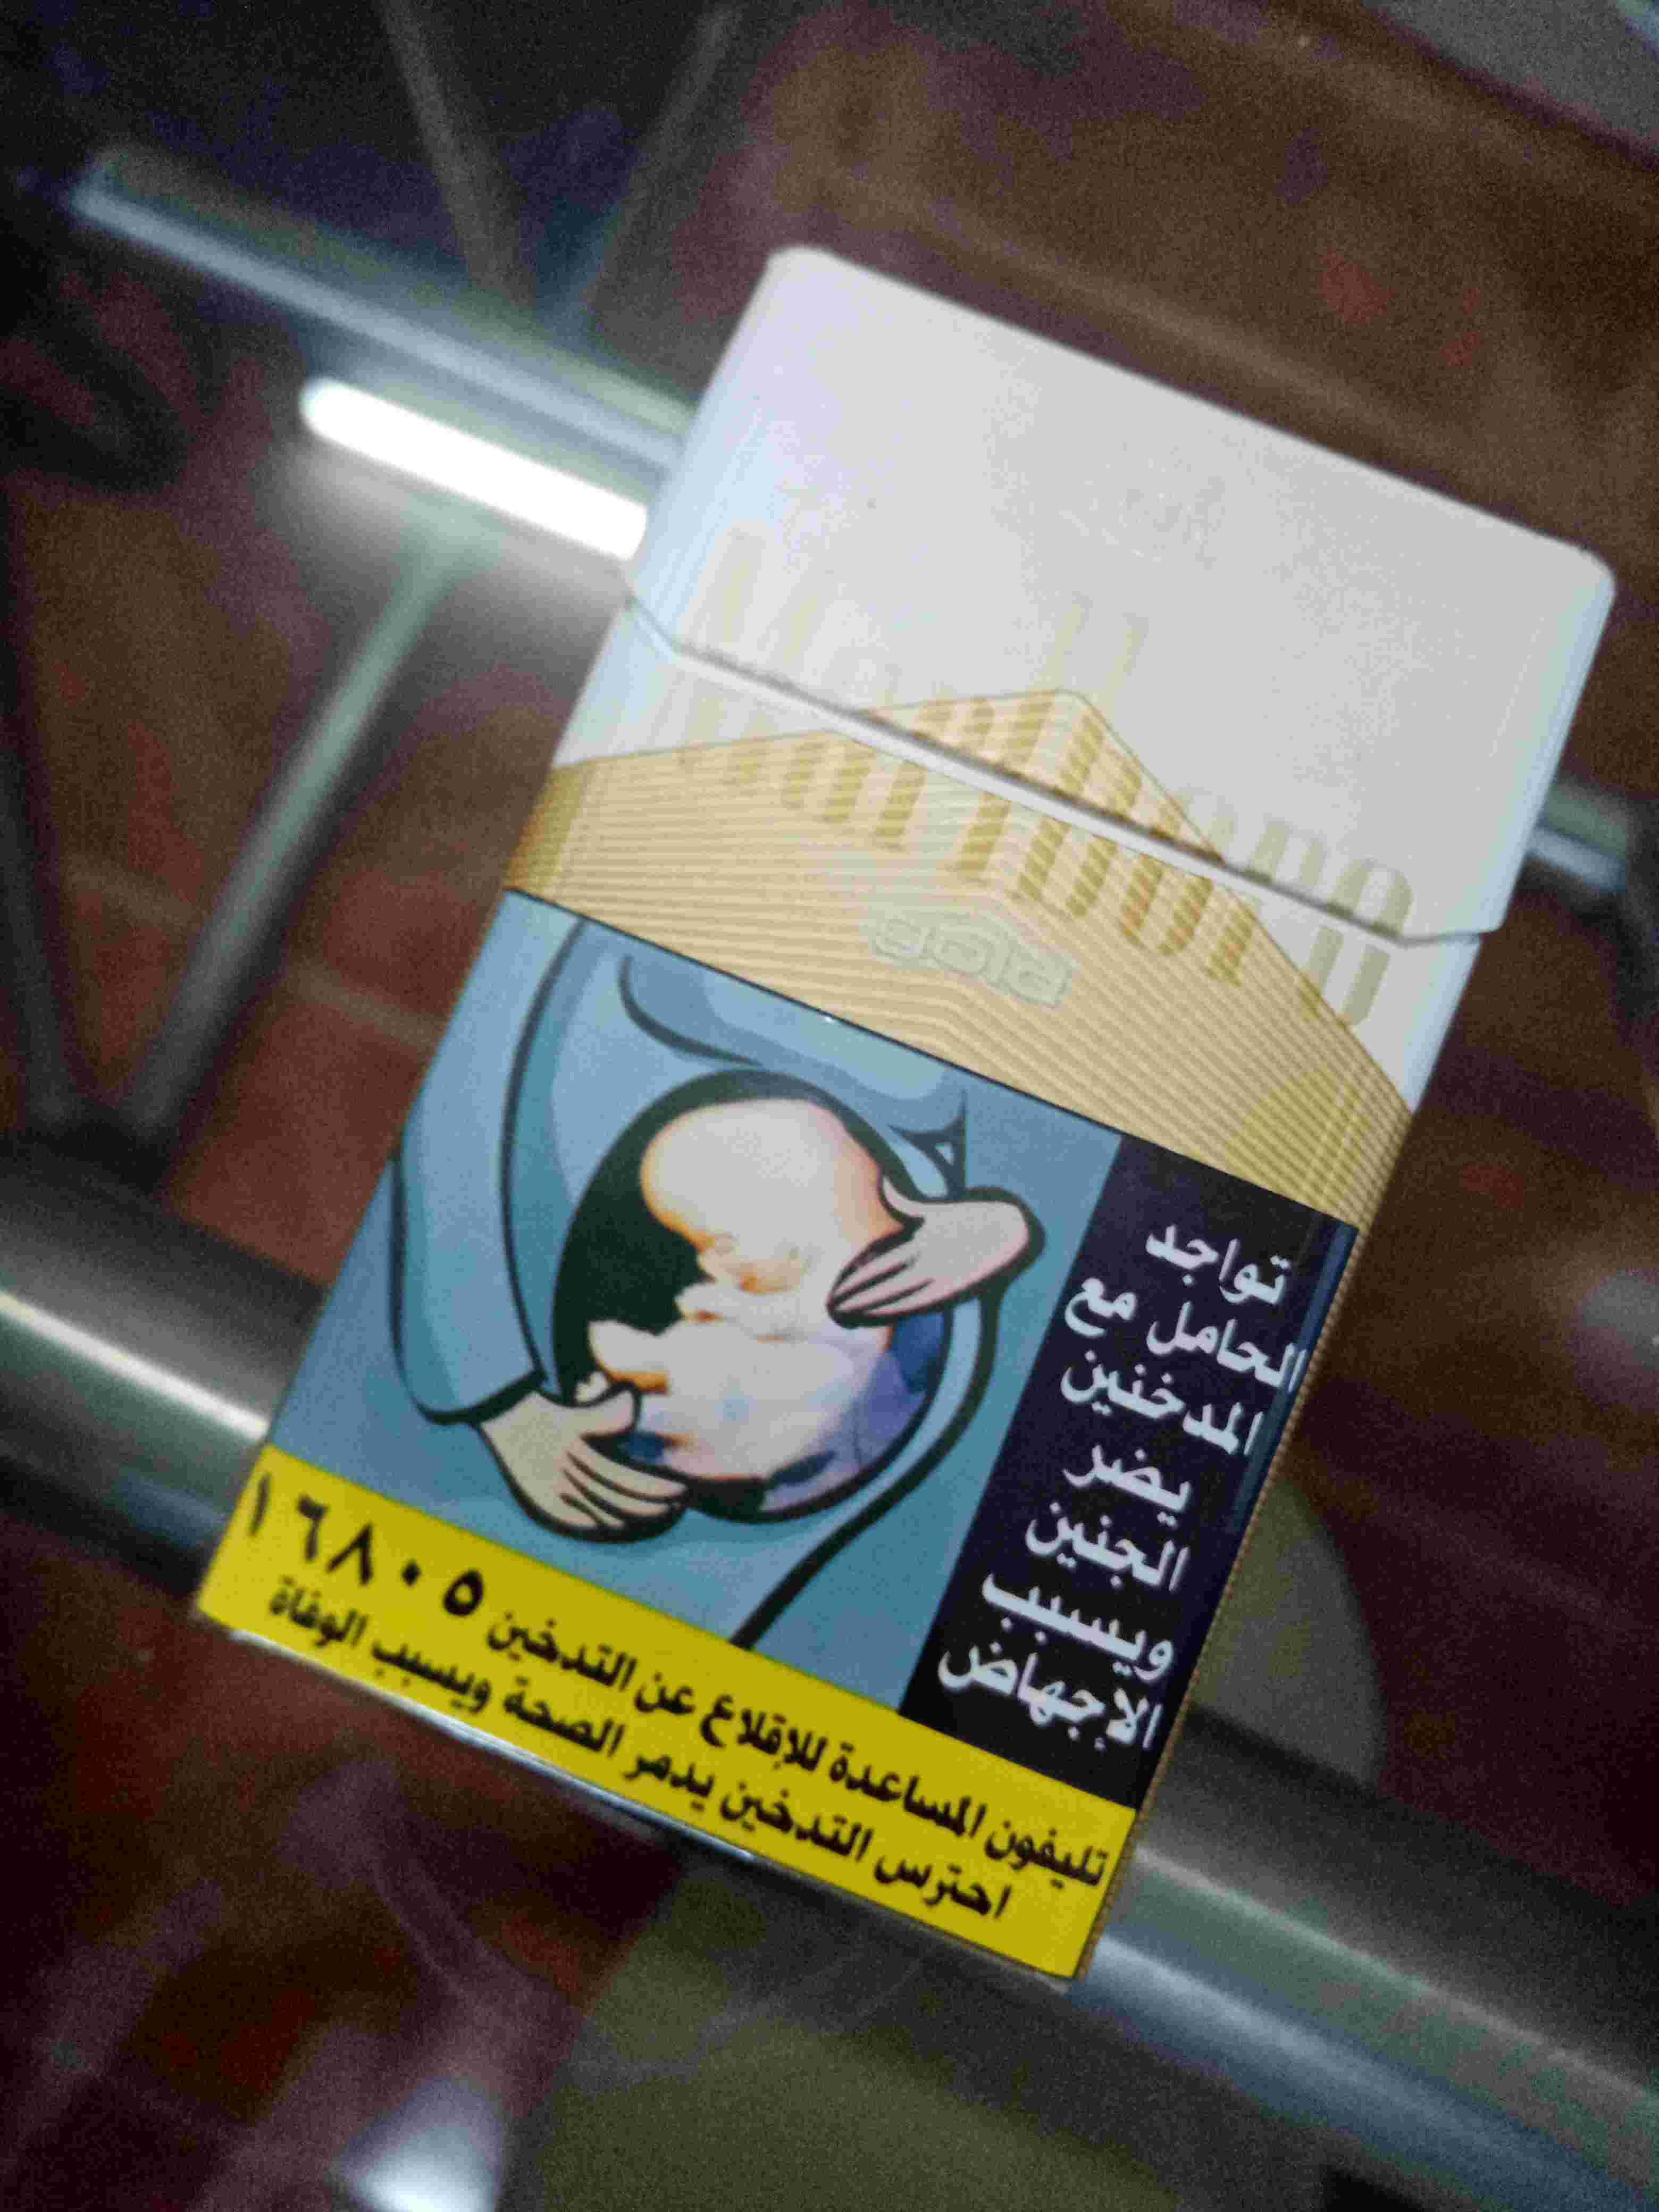 تواجد
الحامل مع
المدخنين
يضر
الجنين
ويسبب
الإجهاض
تليفون المساعدة للإقلاع عن التدخين ١٦٨٠٥
احترس التدخين يدمر الصحة ويسبب الوفاة